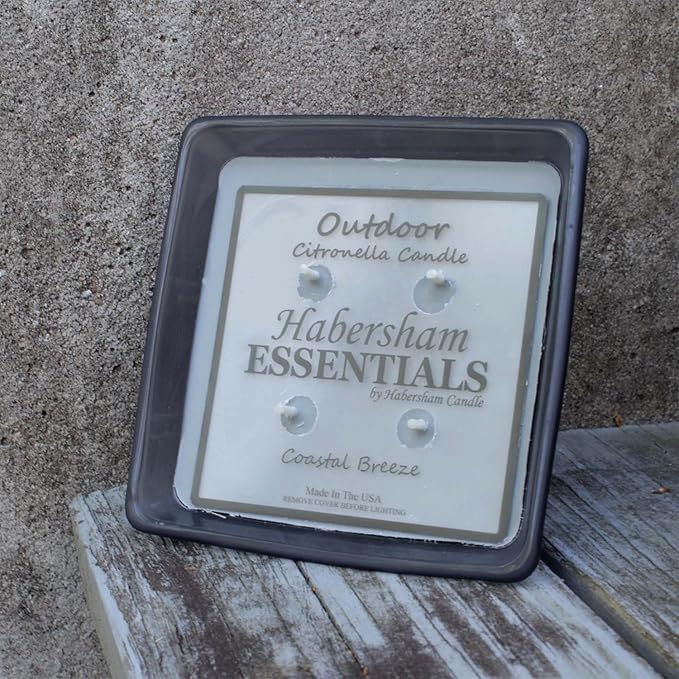 Outdoor
Citronella Candle
Habersham
ESSENTIALS
by Habersham Candle
Coastal Breeze
Made In The USA
REMOVE COVER BEFORE LIGHTING